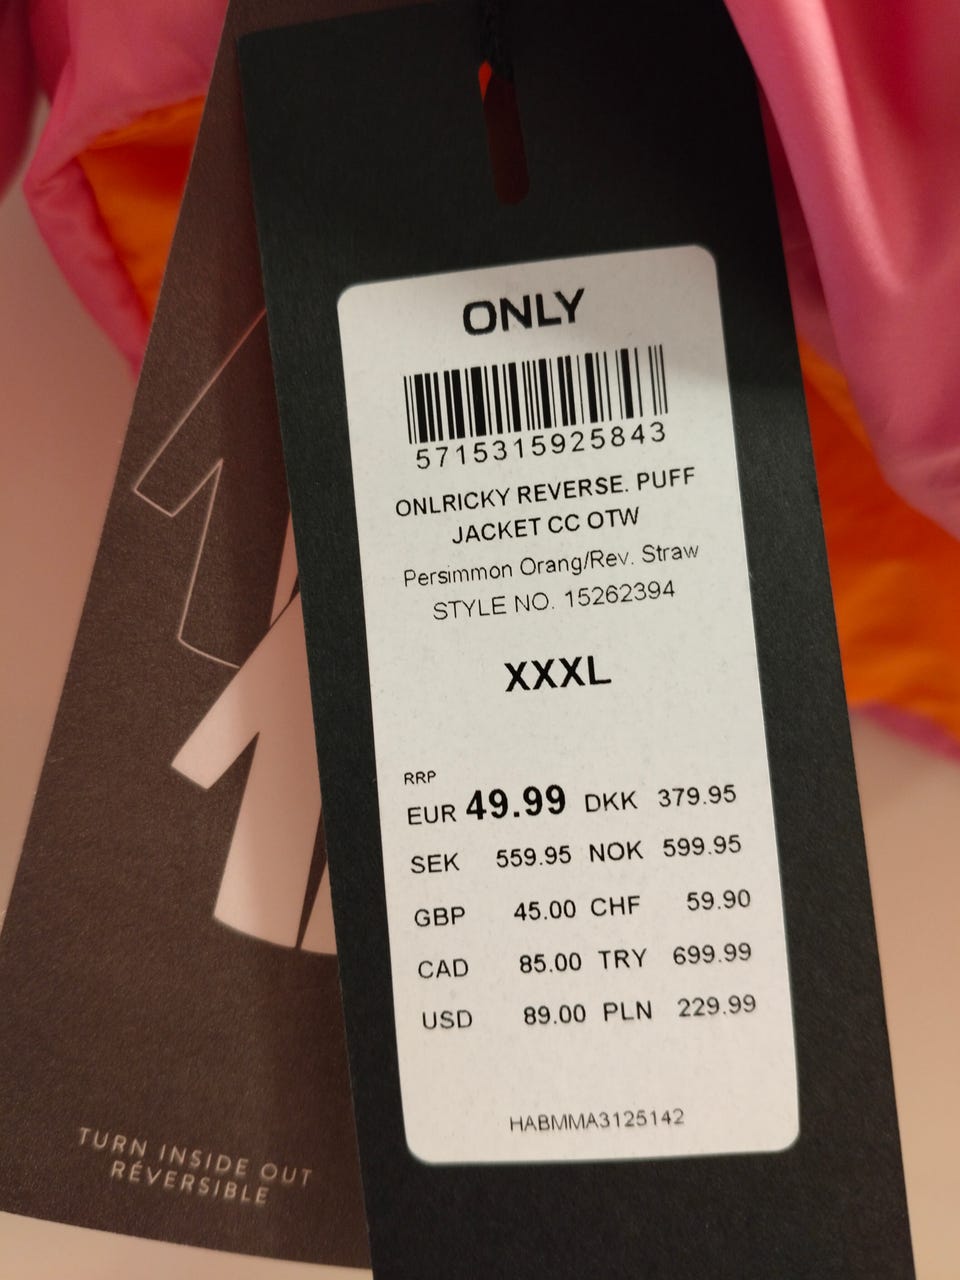 ONLY
5715315925843
ONLRICKY REVERSE. PUFF
JACKET CC OTW
Persimmon Orang/Rev. Straw
STYLE NO. 15262394
XXXL
RRP
EUR 49.99 DKK 379.95
SEK 559.95 NOK 599.95
GBP 45.00 CHF 59.90
CAD 85.00 TRY 699.99
USD 89.00 PLN 229.99
HABMMA3125142
TURN INSIDE OUT
RÉVERSIBLE